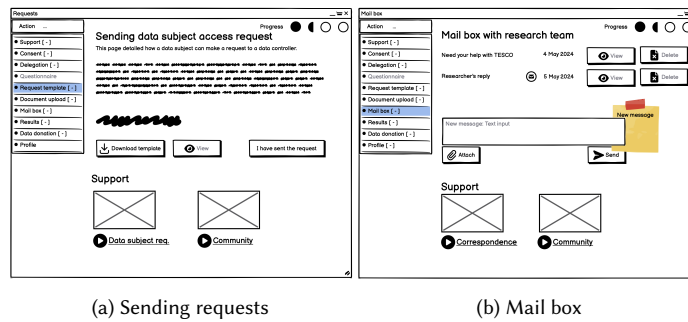 Requests
Action ...
Progress
Sending data subject access request
This page detailed how a data subject can make a request to a data controller.
Support [ - ]
Consent [ - ]
Delegation [ - ]
Questionnaire
Request template [ - ]
Document upload [ - ]
Mail box [ - ]
Results [ - ]
Data donation [ - ]
Profile
Download template
View
I have sent the request
Support
Data subject req.
Community
(a) Sending requests
Mail box
Action ...
Progress
Mail box with research team
Support [ - ]
Consent [ - ]
Delegation [ - ]
Questionnaire
Request template [ - ]
Document upload [ - ]
Mail box [ - ]
Results [ - ]
Data donation [ - ]
Profile [ - ]
Need your help with TESCO 4 May 2024 View Delete
Researcher's reply 5 May 2024 View Delete
New message
New message: Text input
Attach
Send
Support
Correspondence
Community
(b) Mail box